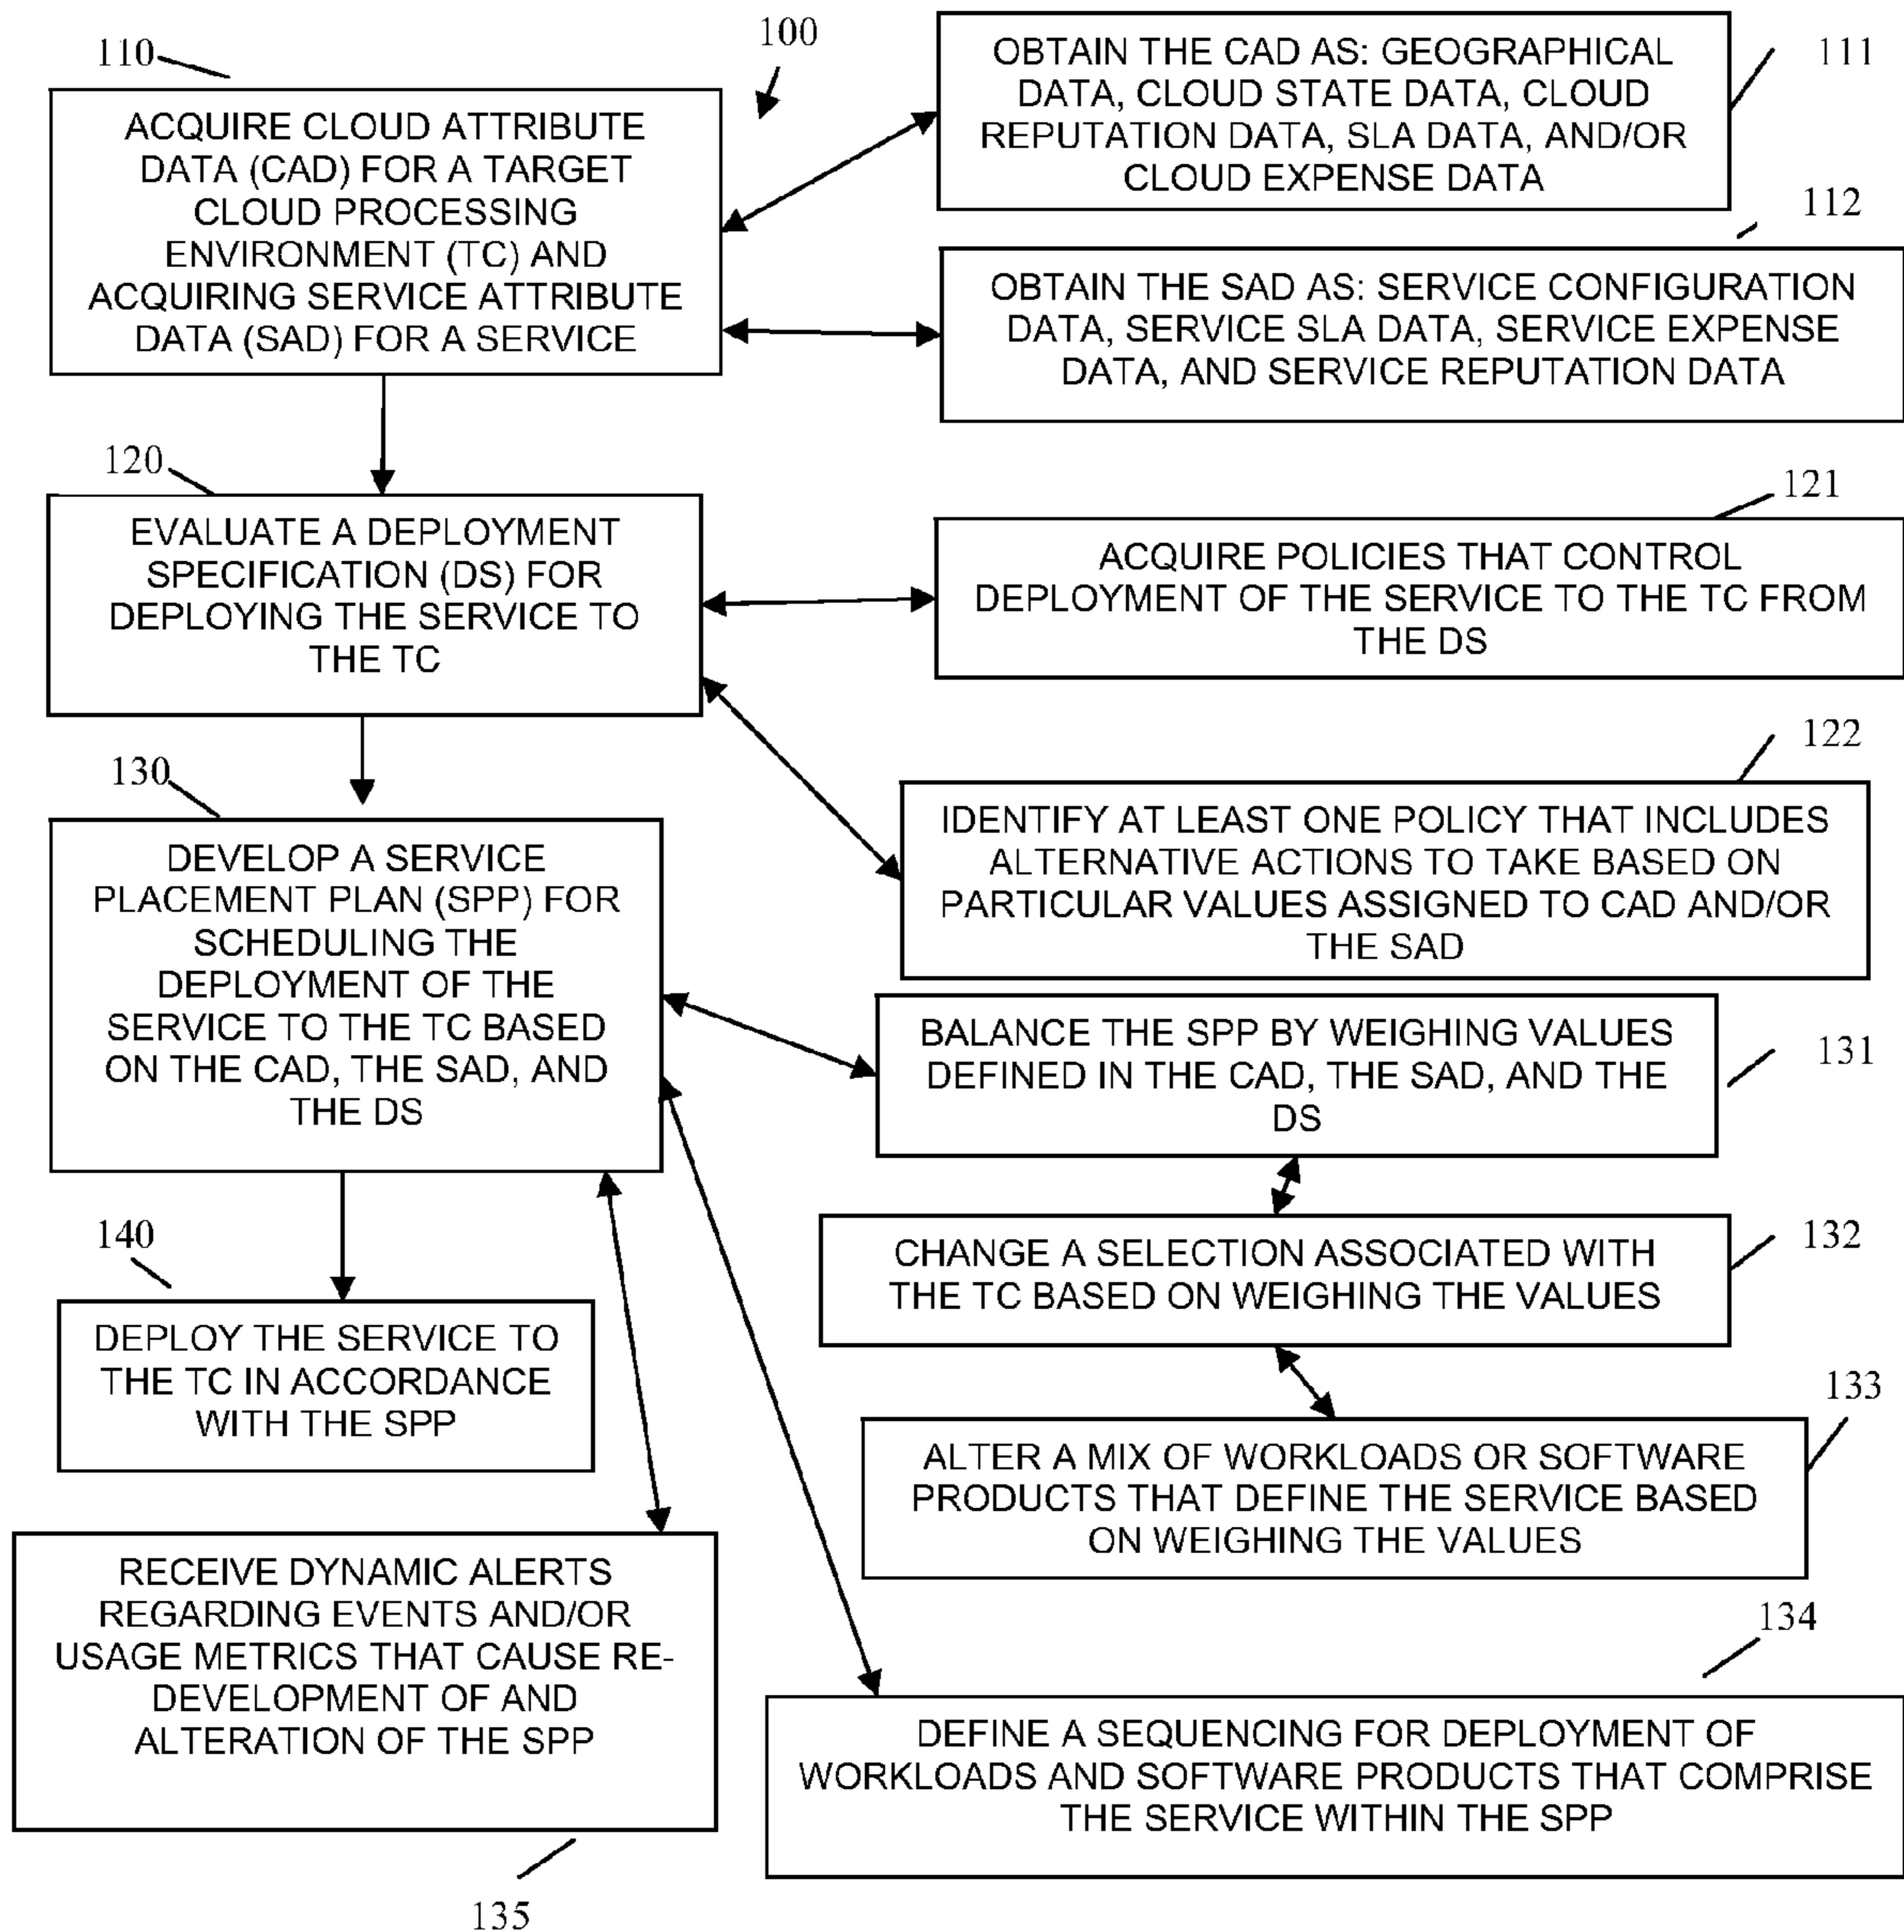 100
110
ACQUIRE CLOUD ATTRIBUTE
DATA (CAD) FOR A TARGET
CLOUD PROCESSING
ENVIRONMENT (TC) AND
ACQUIRING SERVICE ATTRIBUTE
DATA (SAD) FOR A SERVICE
111
OBTAIN THE CAD AS: GEOGRAPHICAL
DATA, CLOUD STATE DATA, CLOUD
REPUTATION DATA, SLA DATA, AND/OR
CLOUD EXPENSE DATA
112
OBTAIN THE SAD AS: SERVICE CONFIGURATION
DATA, SERVICE SLA DATA, SERVICE EXPENSE
DATA, AND SERVICE REPUTATION DATA
120
EVALUATE A DEPLOYMENT
SPECIFICATION (DS) FOR
DEPLOYING THE SERVICE TO
THE TC
121
ACQUIRE POLICIES THAT CONTROL
DEPLOYMENT OF THE SERVICE TO THE TC FROM
THE DS
122
IDENTIFY AT LEAST ONE POLICY THAT INCLUDES
ALTERNATIVE ACTIONS TO TAKE BASED ON
PARTICULAR VALUES ASSIGNED TO CAD AND/OR
THE SAD
130
DEVELOP A SERVICE
PLACEMENT PLAN (SPP) FOR
SCHEDULING THE
DEPLOYMENT OF THE
SERVICE TO THE TC BASED
ON THE CAD, THE SAD, AND
THE DS
131
BALANCE THE SPP BY WEIGHING VALUES
DEFINED IN THE CAD, THE SAD, AND THE
DS
132
CHANGE A SELECTION ASSOCIATED WITH
THE TC BASED ON WEIGHING THE VALUES
133
ALTER A MIX OF WORKLOADS OR SOFTWARE
PRODUCTS THAT DEFINE THE SERVICE BASED
ON WEIGHING THE VALUES
134
DEFINE A SEQUENCING FOR DEPLOYMENT OF
WORKLOADS AND SOFTWARE PRODUCTS THAT COMPRISE
THE SERVICE WITHIN THE SPP
140
DEPLOY THE SERVICE TO
THE TC IN ACCORDANCE
WITH THE SPP
RECEIVE DYNAMIC ALERTS
REGARDING EVENTS AND/OR
USAGE METRICS THAT CAUSE RE-
DEVELOPMENT OF AND
ALTERATION OF THE SPP
135